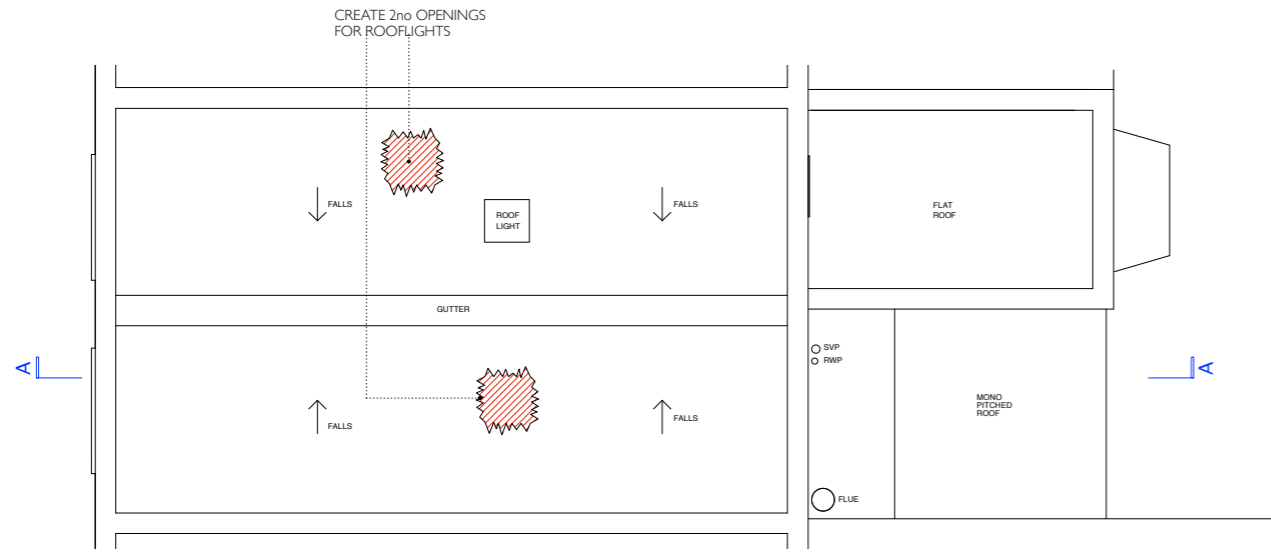 CREATE 2no OPENINGS
FOR ROOFLIGHTS
FALLS
ROOF
LIGHT
FALLS
FLAT
ROOF
GUTTER
A
SVP
RWP
A
FALLS
FALLS
MONO
PITCHED
ROOF
FLUE